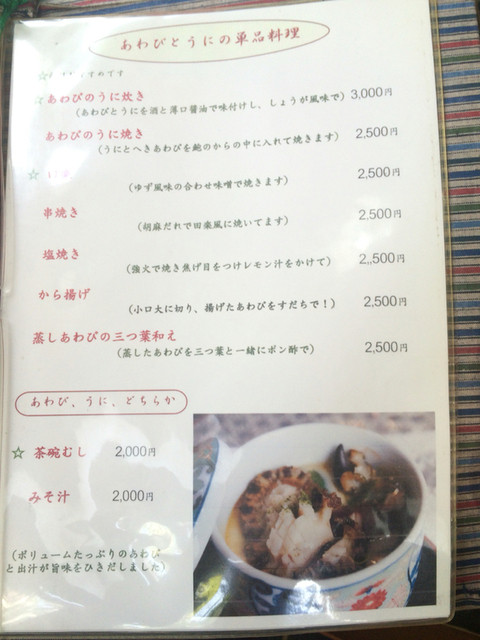 あわびとうにの単品料理
☆ すめです
☆ あわびのうに炊き
(あわびとうにを酒と薄口醤油で味付けし、しょうが風味で) 3,000円
あわびのうに焼き
(うにとへきあわびを鮑のからの中に入れて焼きます) 2,500円
☆
(ゆず風味の合わせ味噌で焼きます) 2,500円
串焼き
(胡麻だれで田楽風に焼いてます) 2,500円
塩焼き
(強火で焼き焦げ目をつけレモン汁をかけて) 2,,500円
から揚げ
(小口大に切り、揚げたあわびをすだちで!) 2,500円
蒸しあわびの三つ葉和え
(蒸したあわびを三つ葉と一緒にポン酢で) 2,500円
あわび、うに、どちらか
☆ 茶碗むし 2,000円
みそ汁 2,000円
(ボリュームたっぷりのあわび
と出汁が旨味をひきだしました)